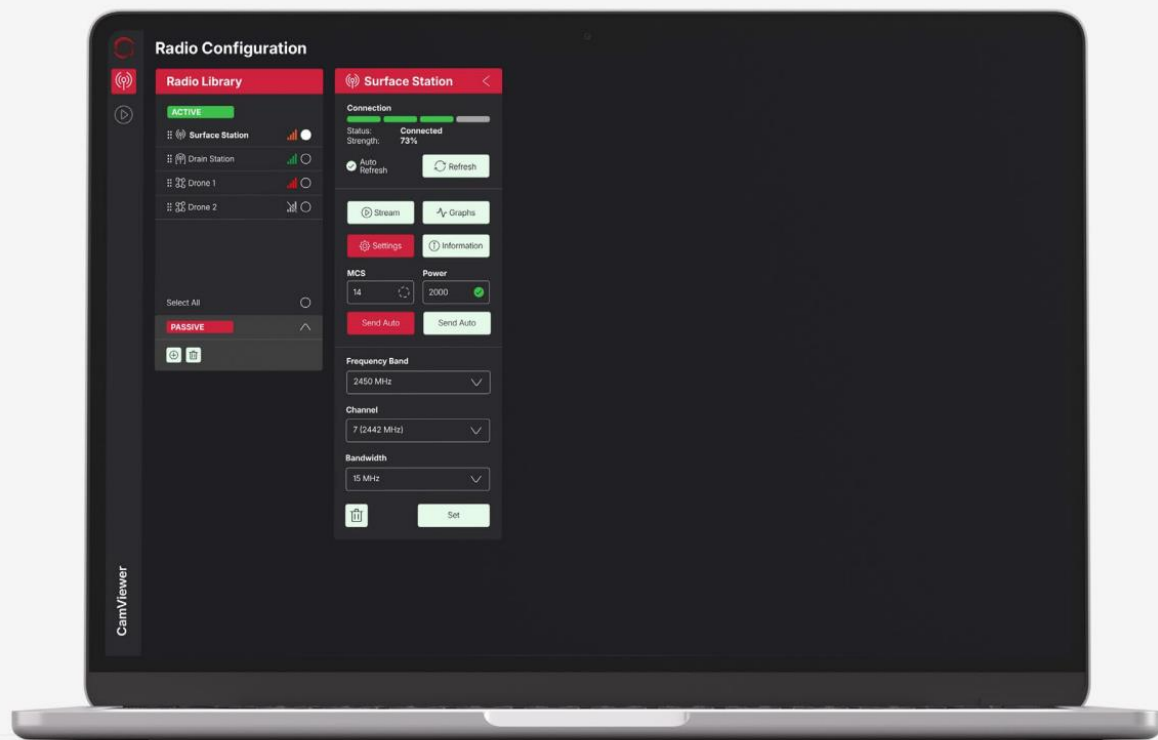 Radio Configuration
Radio Library
ACTIVE
Surface Station
Drain Station
Drone 1
Drone 2
Select All
PASSIVE
Surface Station
Connection
Status: Connected
Strength: 73%
Auto
Refresh
Refresh
Stream
Graphs
Settings
Information
MCS Power
14 2000
Send Auto Send Auto
Frequency Band
2450 MHz
Channel
7 (2442 MHz)
Bandwidth
15 MHz
Set
CamViewer